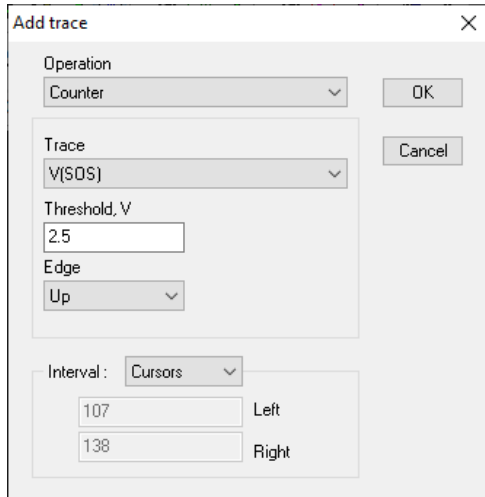 Add trace
Operation
Counter
OK
Trace
Cancel
V(SOS)
Threshold, V
2.5
Edge
Up
Interval : Cursors
107 Left
138 Right